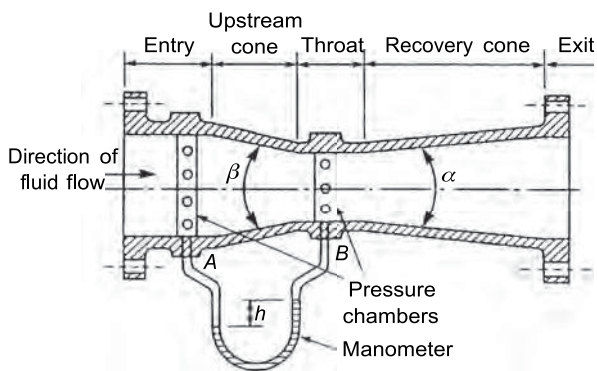 Upstream
Entry cone Throat Recovery cone Exit
Direction of
fluid flow
β
α
A
B
h
Pressure
chambers
Manometer